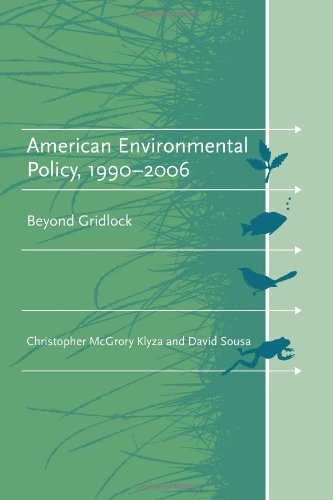 American Environmental
Policy, 1990–2006
Beyond Gridlock
Christopher McGrory Klyza and David Sousa